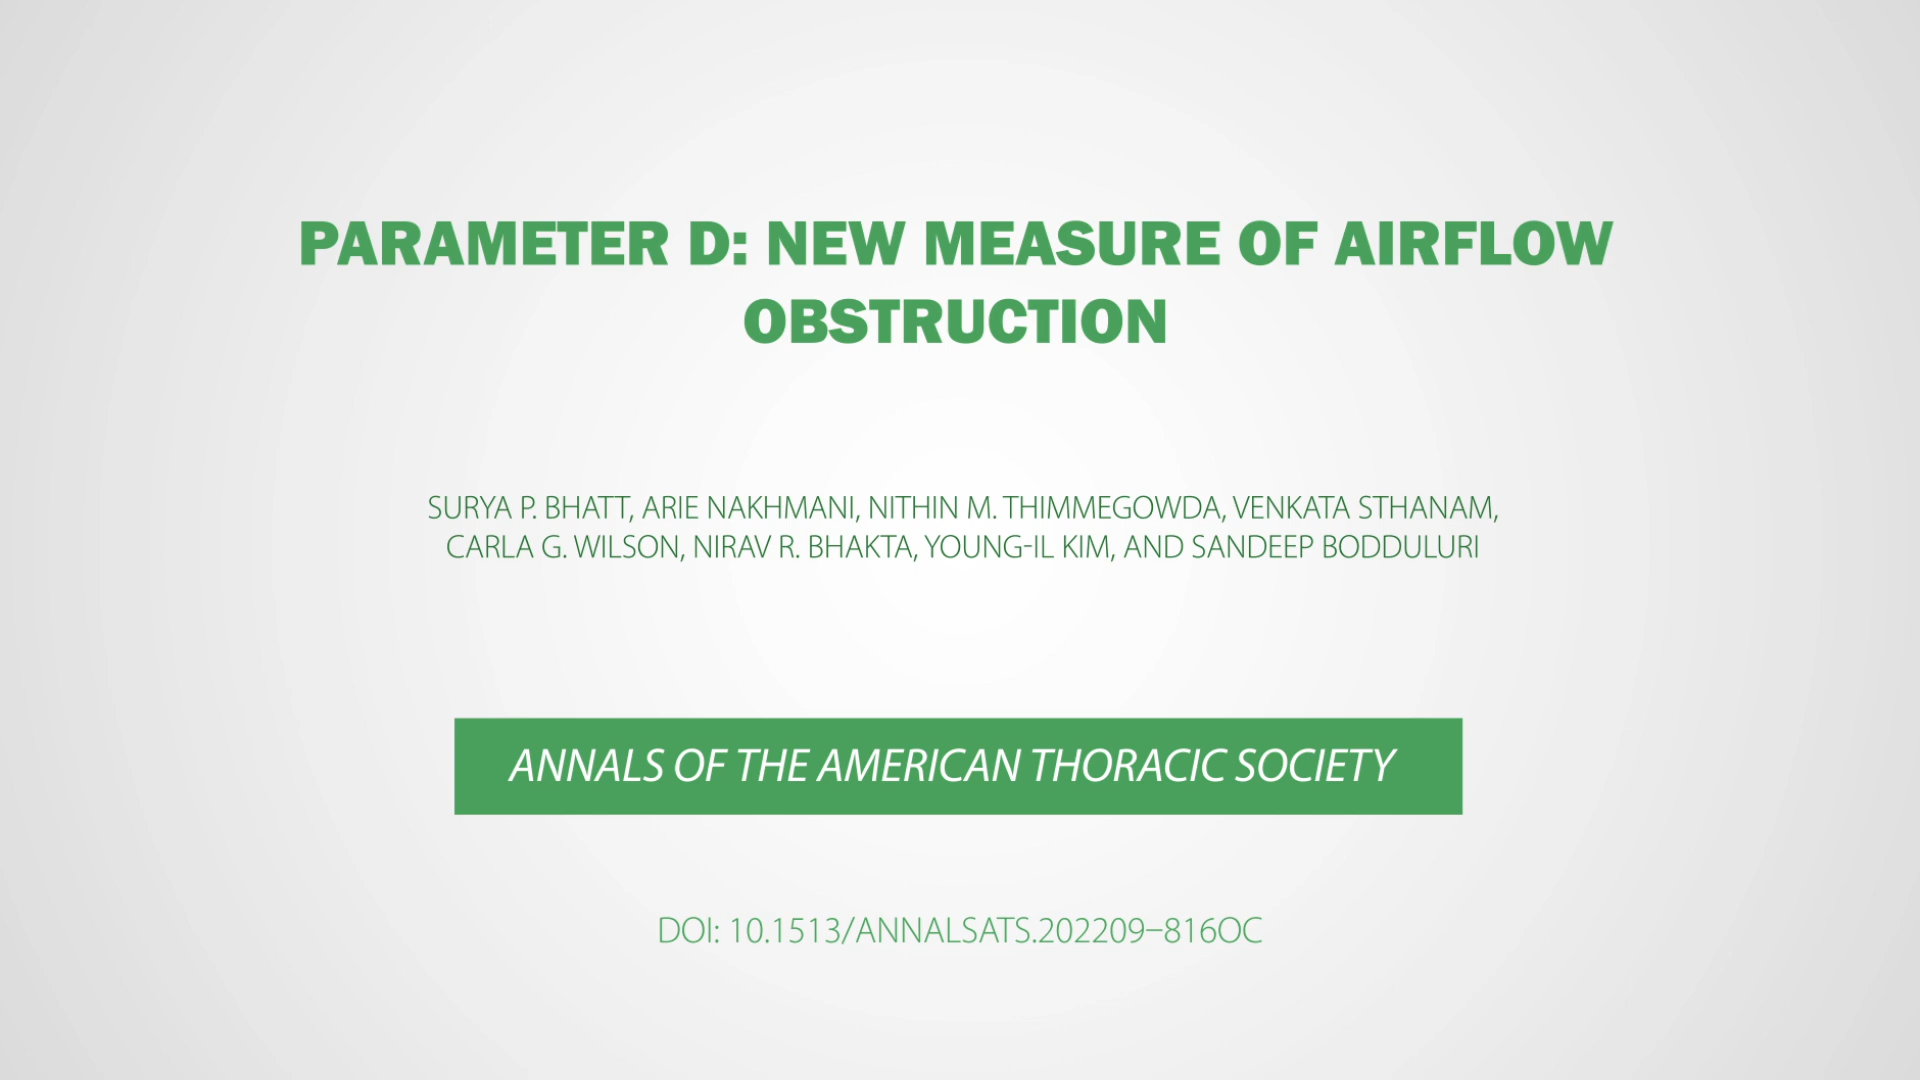 PARAMETER D: NEW MEASURE OF AIRFLOW
OBSTRUCTION
SURYA P. BHATT, ARIE NAKHMANI, NITHIN M. THIMMEGOWDA, VENKATA STHANAM,
CARLA G. WILSON, NIRAV R. BHAKTA, YOUNG-IL KIM, AND SANDEEP BODDULURI
ANNALS OF THE AMERICAN THORACIC SOCIETY
DOI: 10.1513/ANNALSATS.202209–816OC